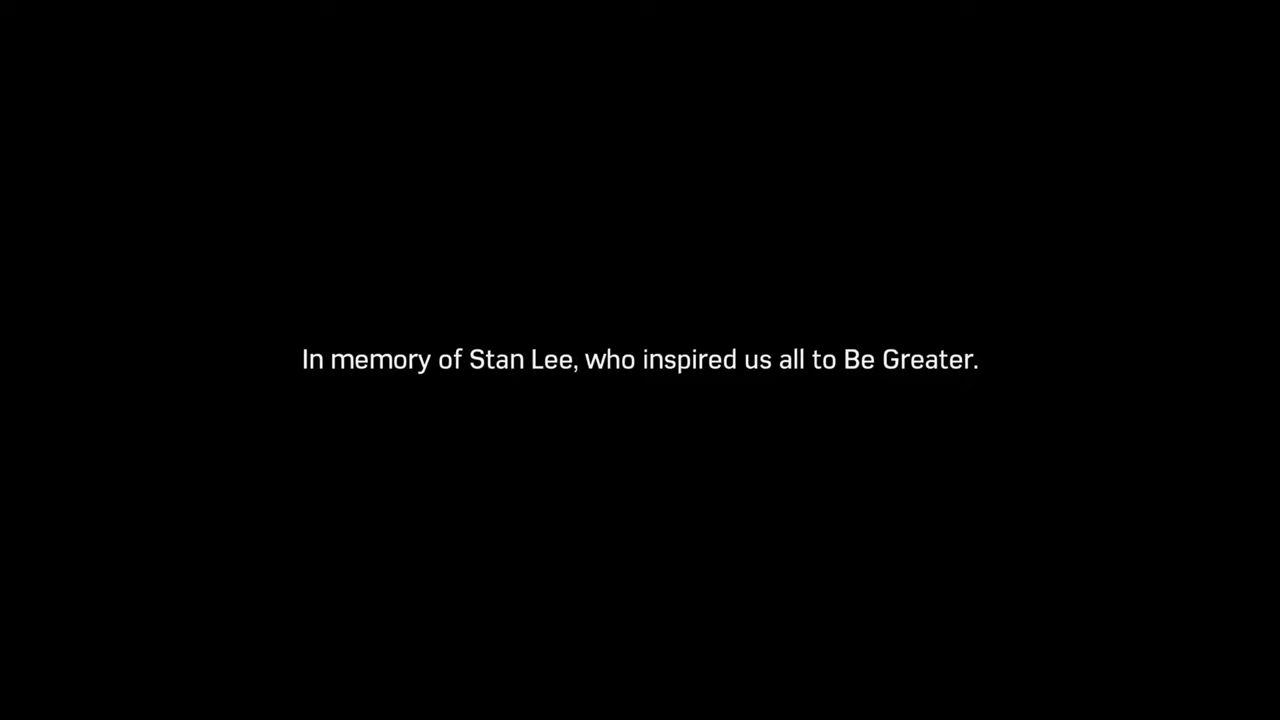 In memory of Stan Lee, who inspired us all to Be Greater.